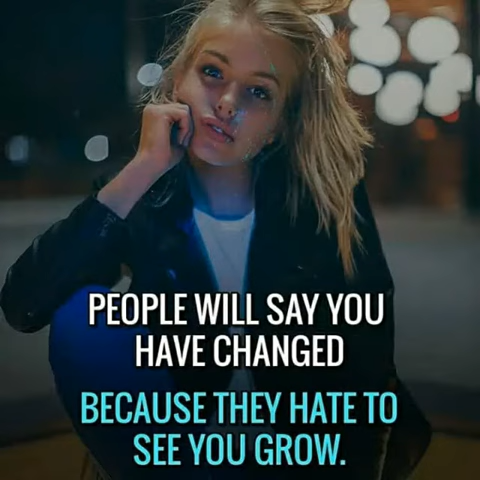 PEOPLE WILL SAY YOU
HAVE CHANGED
BECAUSE THEY HATE TO
SEE YOU GROW.